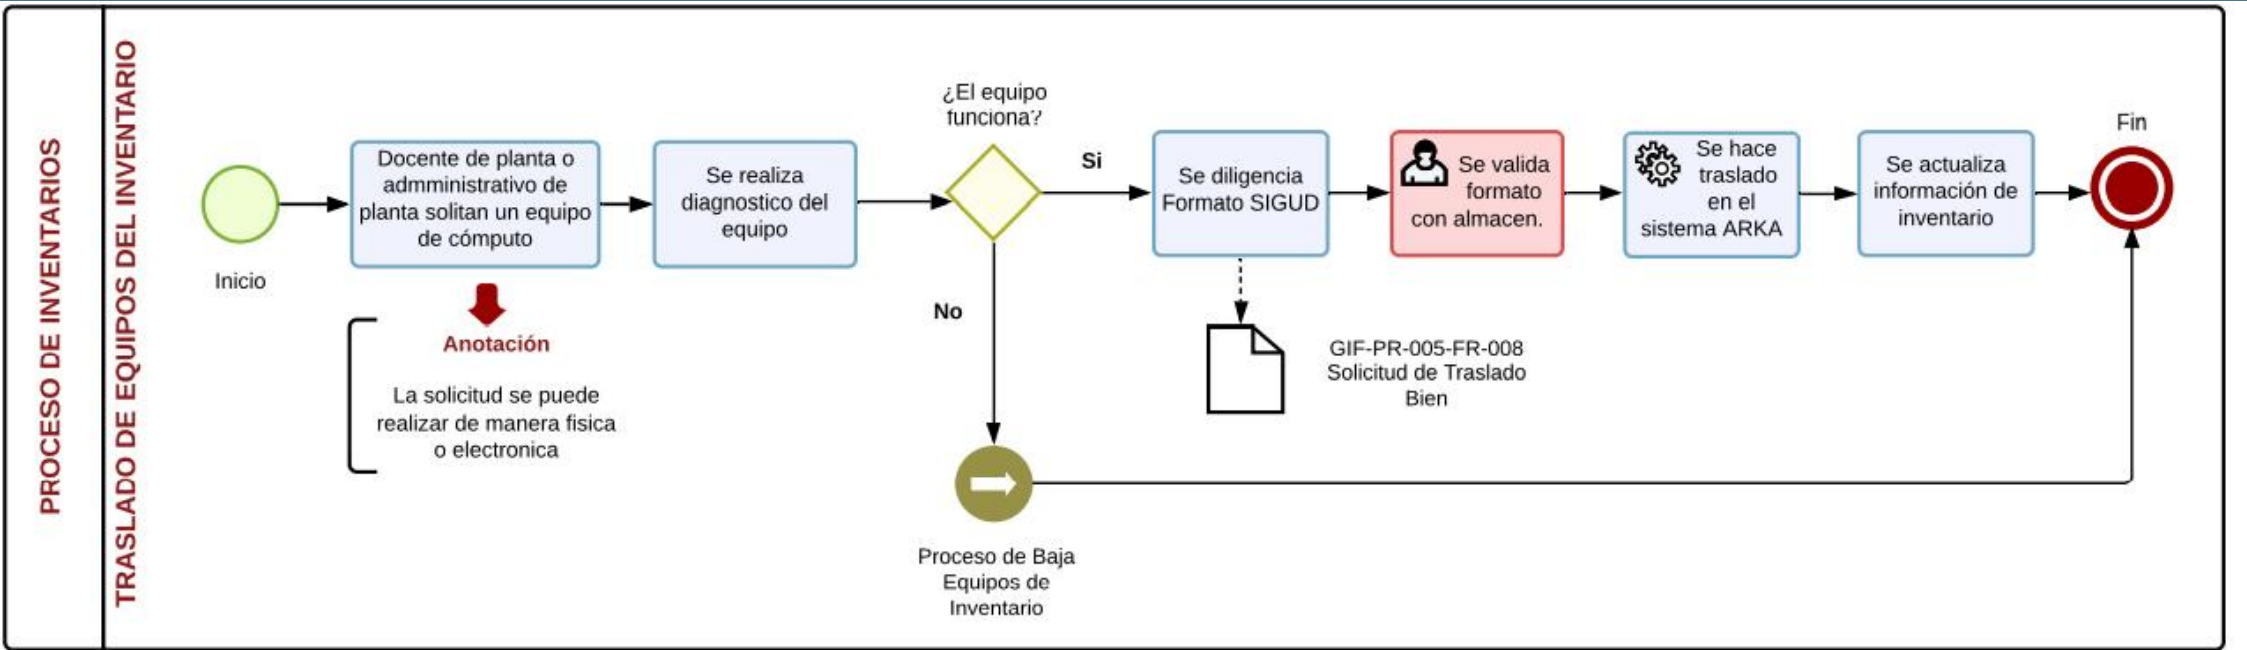 PROCESO DE INVENTARIOS
TRASLADO DE EQUIPOS DEL INVENTARIO
Inicio
Docente de planta o
admministrativo de
planta solitan un equipo
de cómputo
Anotación
La solicitud se puede
realizar de manera fisica
o electronica
Se realiza
diagnostico del
equipo
¿El equipo
funciona?
Si
No
Proceso de Baja
Equipos de
Inventario
Se diligencia
Formato SIGUD
GIF-PR-005-FR-008
Solicitud de Traslado
Bien
Se valida
formato
con almacen.
Se hace
traslado
en el
sistema ARKA
Se actualiza
información de
inventario
Fin